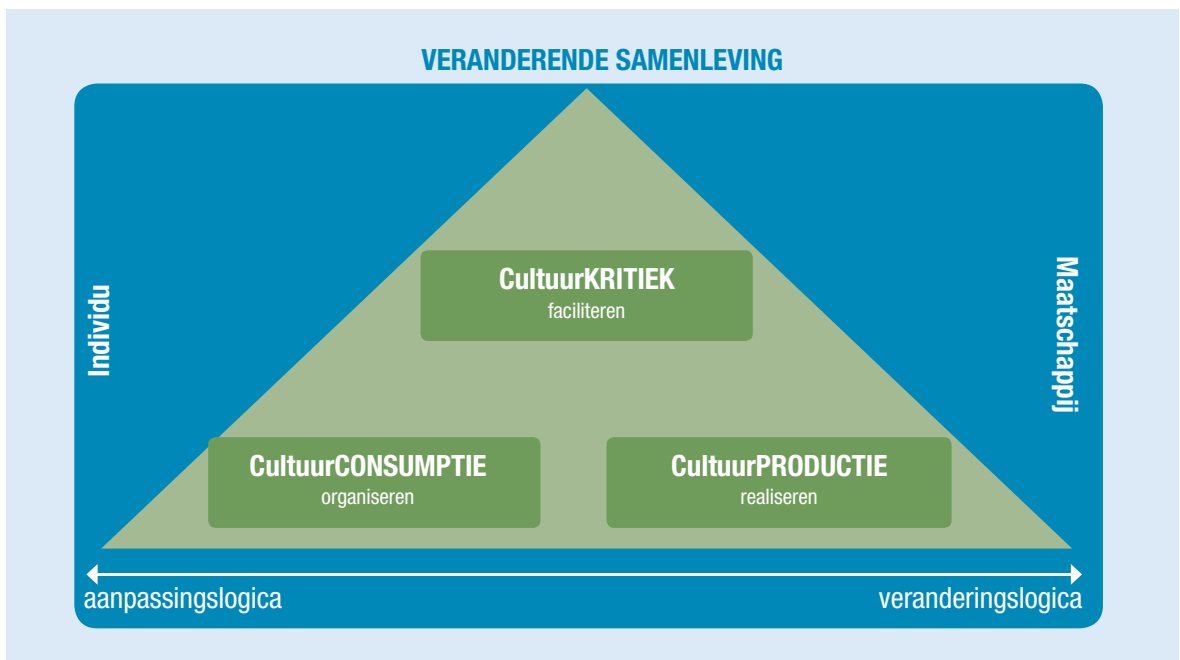 VERANDERENDE SAMENLEVING
Individu
Maatschappij
CultuurKRITIEK
faciliteren
CultuurCONSUMPTIE
organiseren
CultuurPRODUCTIE
realiseren
aanpassingslogica
veranderingslogica